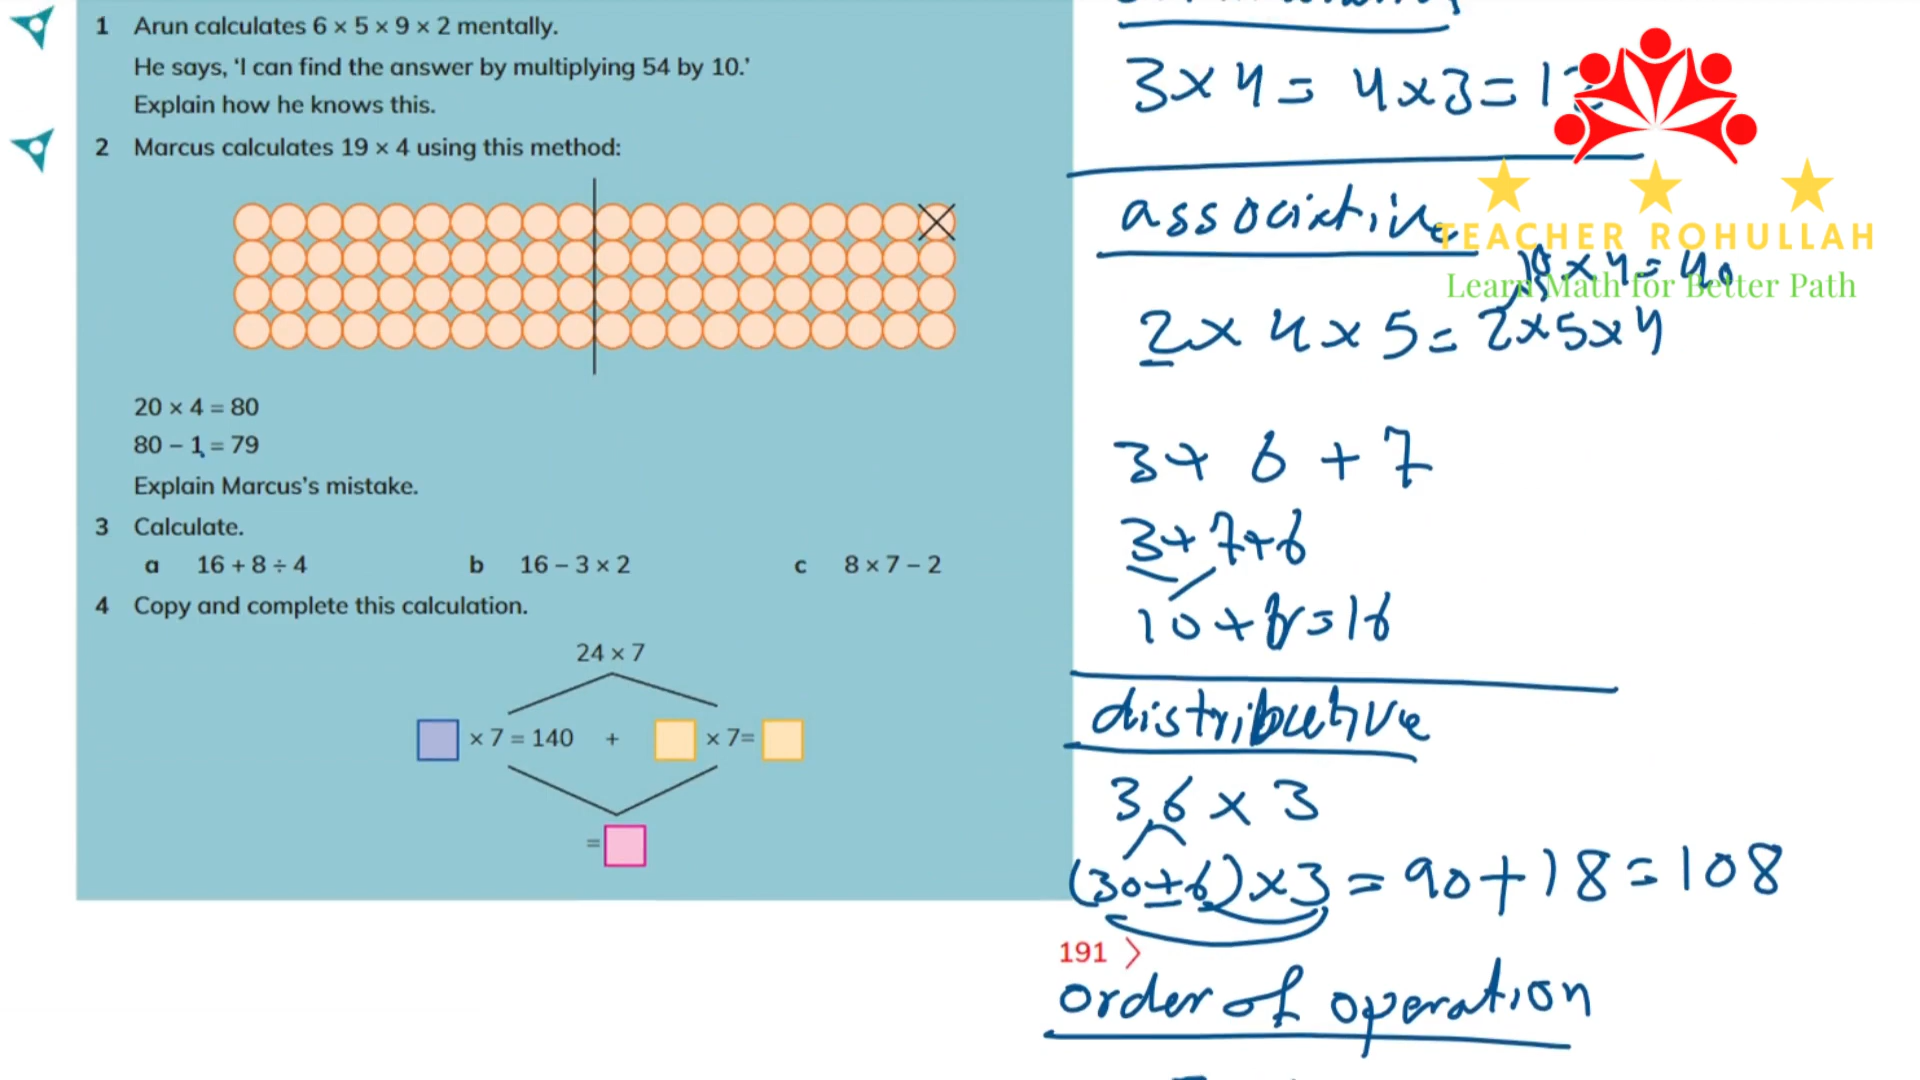 1 Arun calculates 6 × 5 × 9 × 2 mentally.
He says, ‘I can find the answer by multiplying 54 by 10.’
Explain how he knows this.
2 Marcus calculates 19 × 4 using this method:
20 × 4 = 80
80 – 1 = 79
Explain Marcus’s mistake.
3 Calculate.
a 16 + 8 ÷ 4 b 16 – 3 × 2 c 8 × 7 – 2
4 Copy and complete this calculation.
24 × 7
× 7 = 140 + × 7=
=
3 × 4 = 4 × 3 = 12
TEACHER ROHULLAH
Learn Math for Better Path
associative
10 × 4 = 40
2 × 4 × 5 = 2 × 5 × 4
3 + 6 + 7
3 + 7 + 6
10 + 6 = 16
distributive
36 × 3
(30 + 6) × 3 = 90 + 18 = 108
191
order of operation